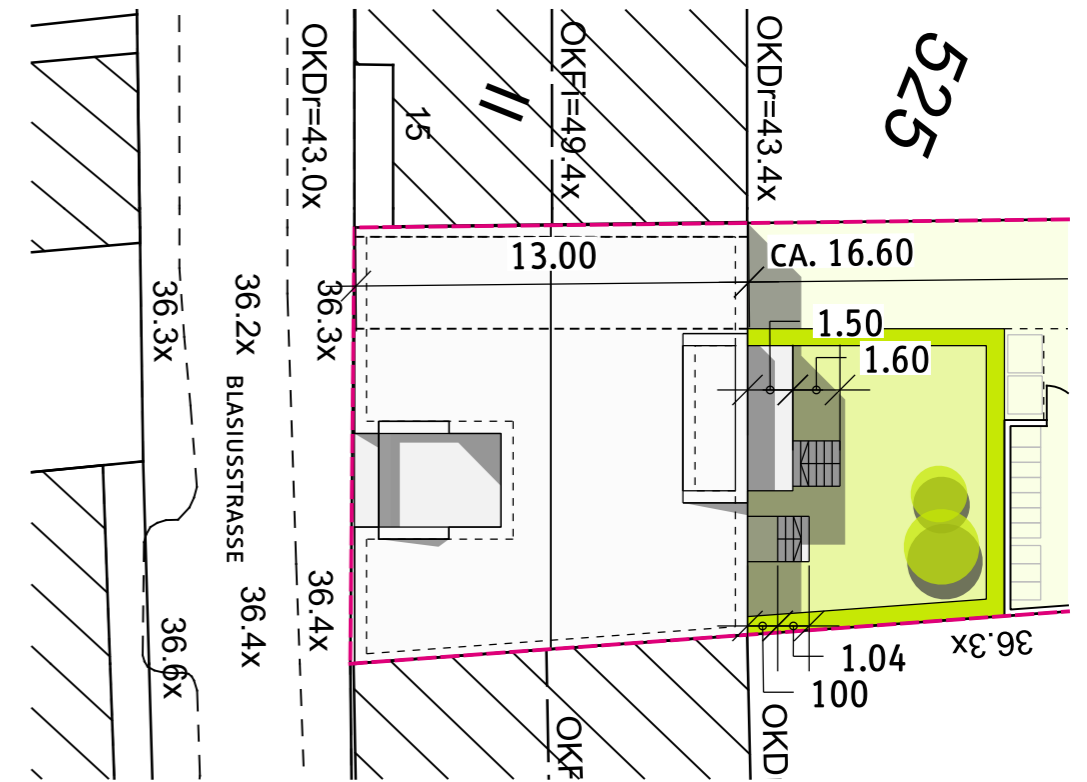 OKDr=43.0x
15
II
OKFi=49.4x
OKDr=43.4x
525
13.00
CA. 16.60
36.3x
36.2x
36.3x
1.50
1.60
BLASIUSSTRASSE
36.4x
36.4x
36.6x
36.3x
1.04
100
OKF
OKD